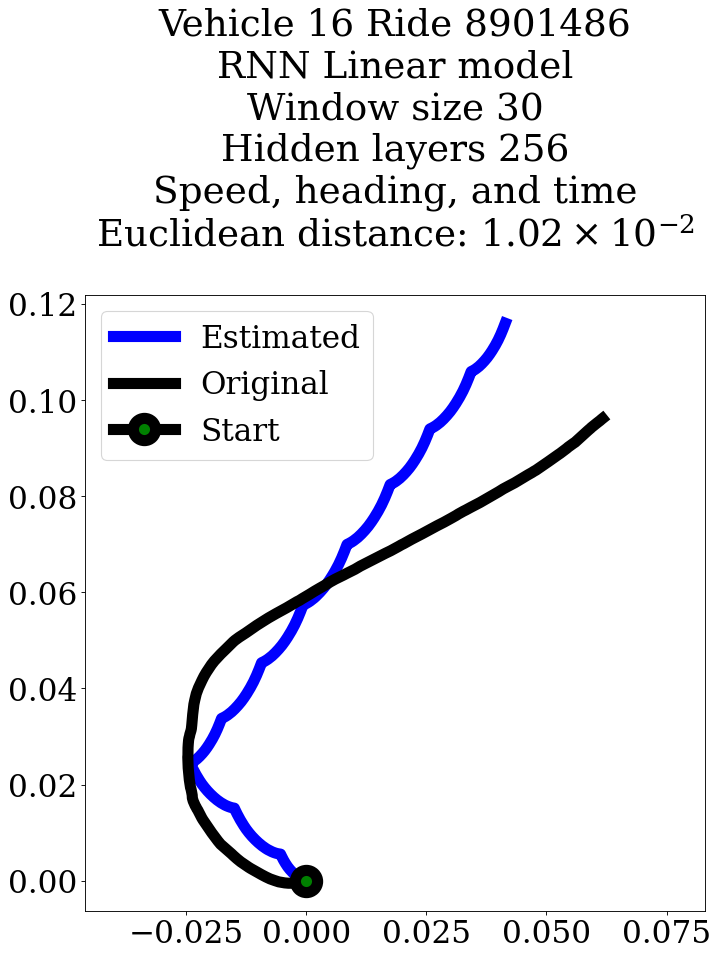 Vehicle 16 Ride 8901486
RNN Linear model
Window size 30
Hidden layers 256
Speed, heading, and time
Euclidean distance: 1.02 × 10⁻²
Estimated
Original
Start
0.12
0.10
0.08
0.06
0.04
0.02
0.00
−0.025 0.000 0.025 0.050 0.075